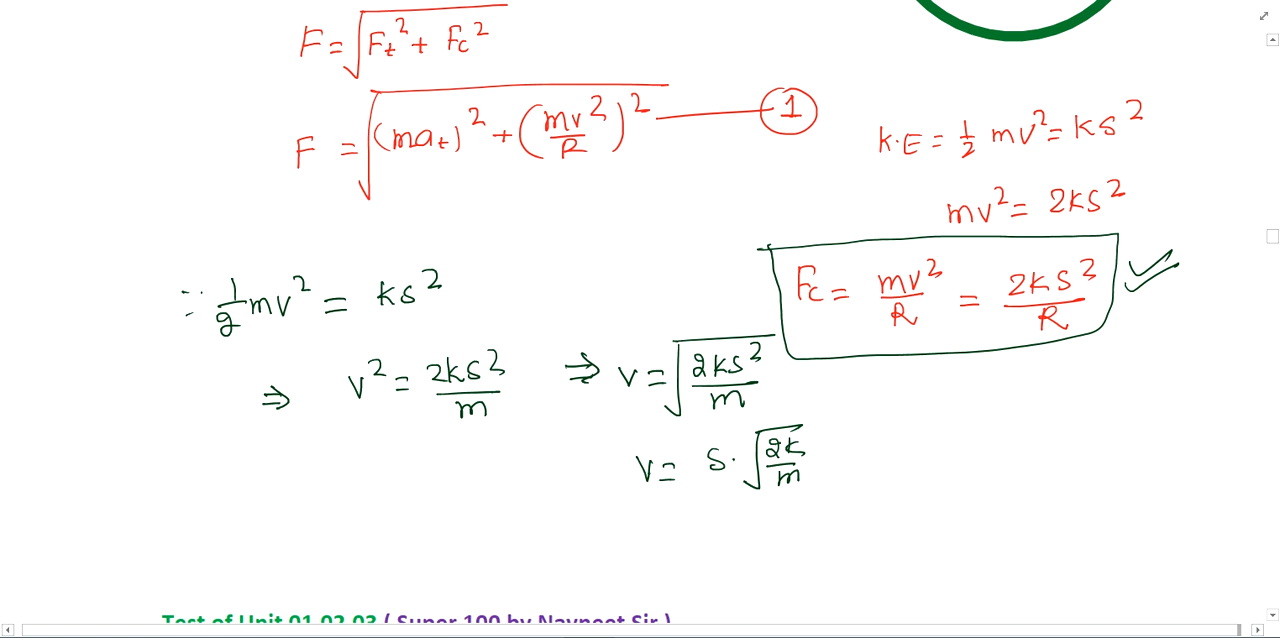 F = √(Ft² + Fc²)
F = √((mat)² + (mv²/R)²) —— 1
K.E = 1/2 mv² = ks²
mv² = 2ks²
Fc = mv²/R = 2ks²/R
∵ 1/2 mv² = ks²
⇒ v² = 2ks²/m ⇒ v = √(2ks²/m)
v = s·√(2k/m)
Test of Unit 01,02,03 ( Super 100 by Navneet Sir )